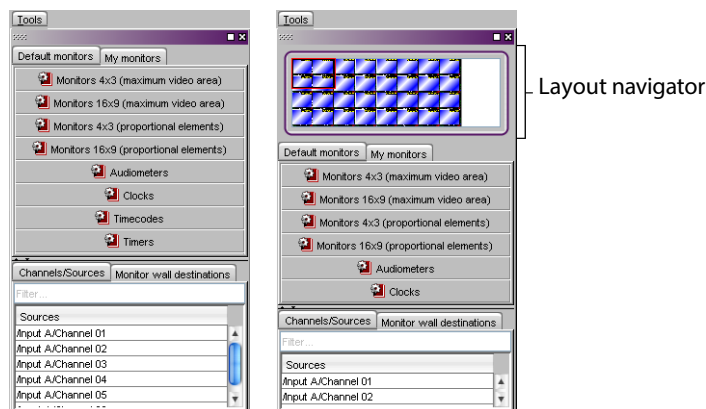 Tools
Default monitors
My monitors
Monitors 4x3 (maximum video area)
Monitors 16x9 (maximum video area)
Monitors 4x3 (proportional elements)
Monitors 16x9 (proportional elements)
Audiometers
Clocks
Timecodes
Timers
Channels/Sources
Monitor wall destinations
Filter...
Sources
/Input A/Channel 01
/Input A/Channel 02
/Input A/Channel 03
/Input A/Channel 04
/Input A/Channel 05
Tools
Layout navigator
Default monitors
My monitors
Monitors 4x3 (maximum video area)
Monitors 16x9 (maximum video area)
Monitors 4x3 (proportional elements)
Monitors 16x9 (proportional elements)
Audiometers
Clocks
Channels/Sources
Monitor wall destinations
Filter...
Sources
/Input A/Channel 01
/Input A/Channel 02